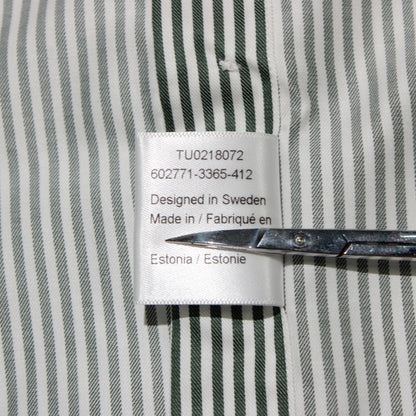 TU0218072
602771-3365-412
Designed in Sweden
Made in / Fabriqué en
Estonia / Estonie